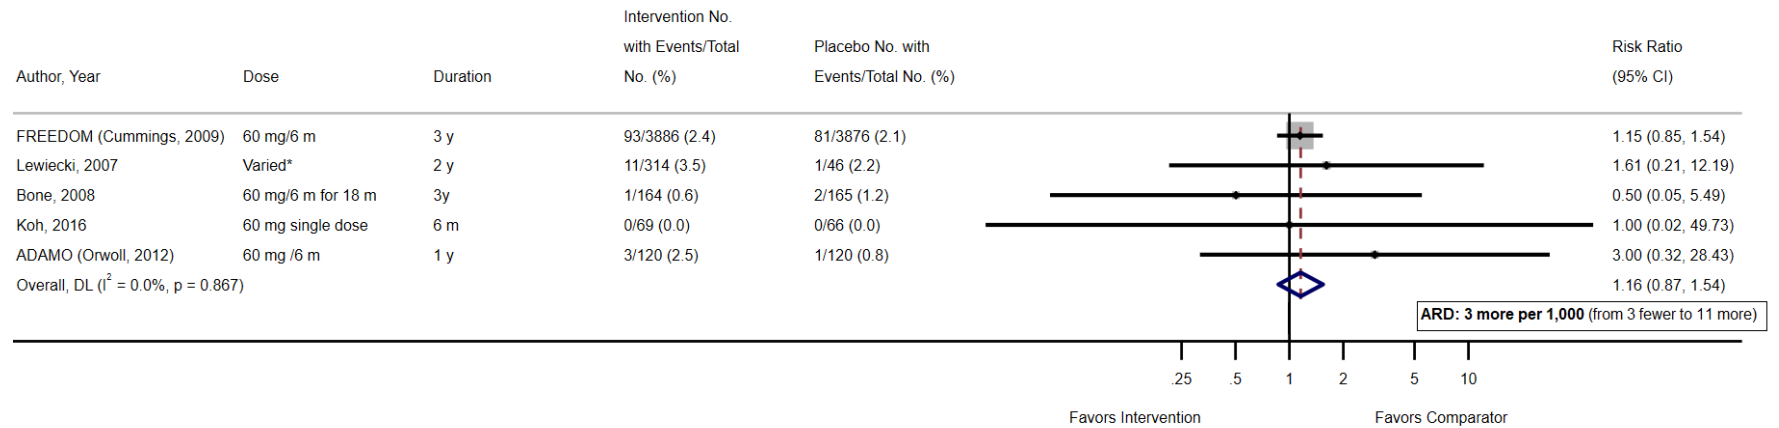 Intervention No.
with Events/Total Placebo No. with Risk Ratio
Author, Year Dose Duration No. (%) Events/Total No. (%) (95% CI)
FREEDOM (Cummings, 2009) 60 mg/6 m 3 y 93/3886 (2.4) 81/3876 (2.1) 1.15 (0.85, 1.54)
Lewiecki, 2007 Varied* 2 y 11/314 (3.5) 1/46 (2.2) 1.61 (0.21, 12.19)
Bone, 2008 60 mg/6 m for 18 m 3y 1/164 (0.6) 2/165 (1.2) 0.50 (0.05, 5.49)
Koh, 2016 60 mg single dose 6 m 0/69 (0.0) 0/66 (0.0) 1.00 (0.02, 49.73)
ADAMO (Orwoll, 2012) 60 mg /6 m 1 y 3/120 (2.5) 1/120 (0.8) 3.00 (0.32, 28.43)
Overall, DL (I² = 0.0%, p = 0.867) 1.16 (0.87, 1.54)
ARD: 3 more per 1,000 (from 3 fewer to 11 more)
.25 .5 1 2 5 10
Favors Intervention Favors Comparator